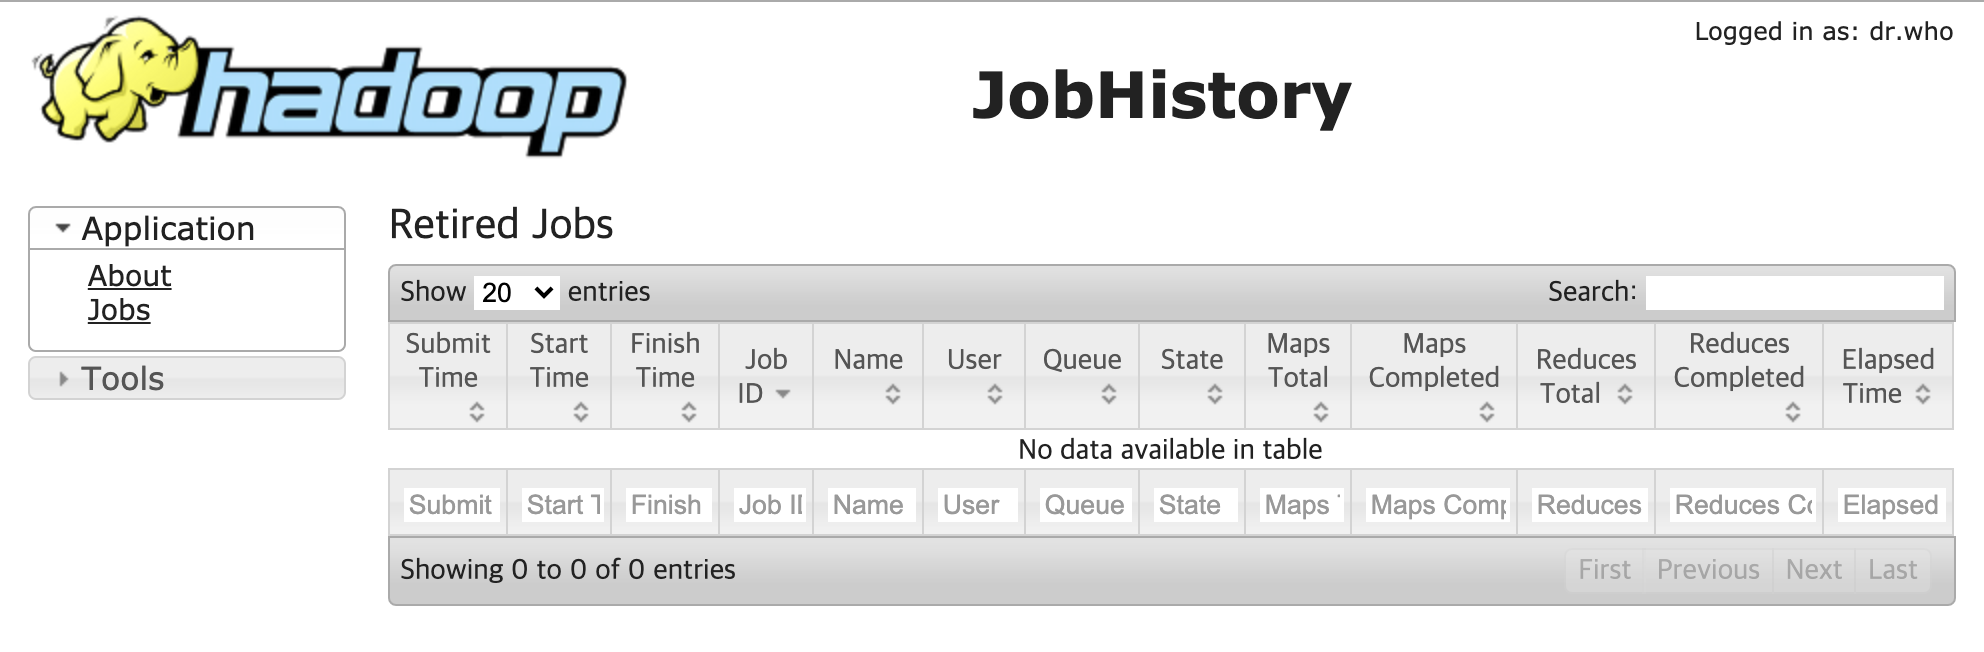 hadoop
JobHistory
Logged in as: dr.who
Application
About
Jobs
Tools
Retired Jobs
Show 20 entries
Search:
Submit Time
Start Time
Finish Time
Job ID
Name
User
Queue
State
Maps Total
Maps Completed
Reduces Total
Reduces Completed
Elapsed Time
No data available in table
Submit
Start T
Finish
Job ID
Name
User
Queue
State
Maps
Maps Comp
Reduces
Reduces Co
Elapsed
Showing 0 to 0 of 0 entries
First Previous Next Last